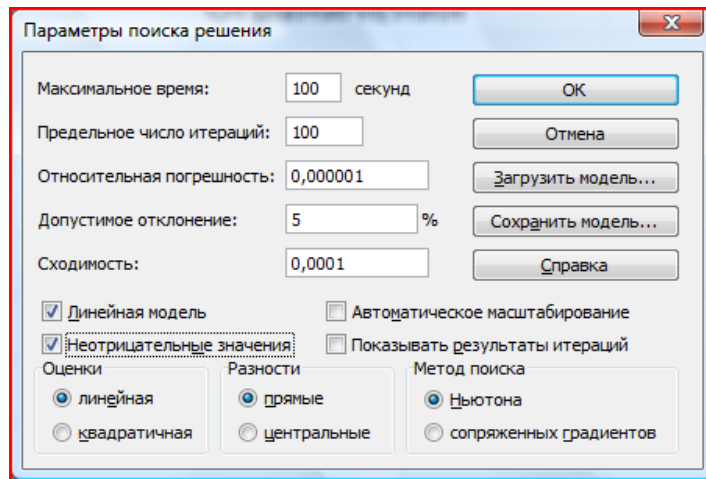 Параметры поиска решения
Максимальное время: 100 секунд OK
Предельное число итераций: 100 Отмена
Относительная погрешность: 0,000001 Загрузить модель...
Допустимое отклонение: 5 % Сохранить модель...
Сходимость: 0,0001 Справка
Линейная модель Автоматическое масштабирование
Неотрицательные значения Показывать результаты итераций
Оценки Разности Метод поиска
линейная прямые Ньютона
квадратичная центральные сопряженных градиентов